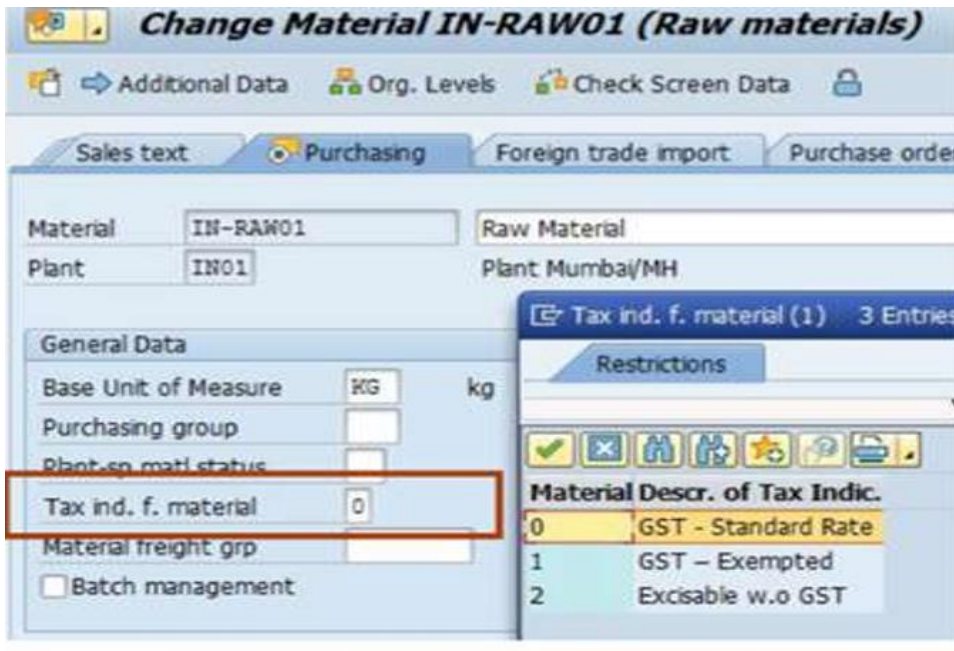 Change Material IN-RAW01 (Raw materials)
Additional Data Org. Levels Check Screen Data
Sales text Purchasing Foreign trade import Purchase order
Material IN-RAW01 Raw Material
Plant IN01 Plant Mumbai/MH
Tax ind. f. material (1) 3 Entries
General Data
Restrictions
Base Unit of Measure KG kg
Purchasing group
Plant-sp matl status
Tax ind. f. material 0
Material freight grp
Batch management
Material Descr. of Tax Indic.
0 GST - Standard Rate
1 GST – Exempted
2 Excisable w.o GST